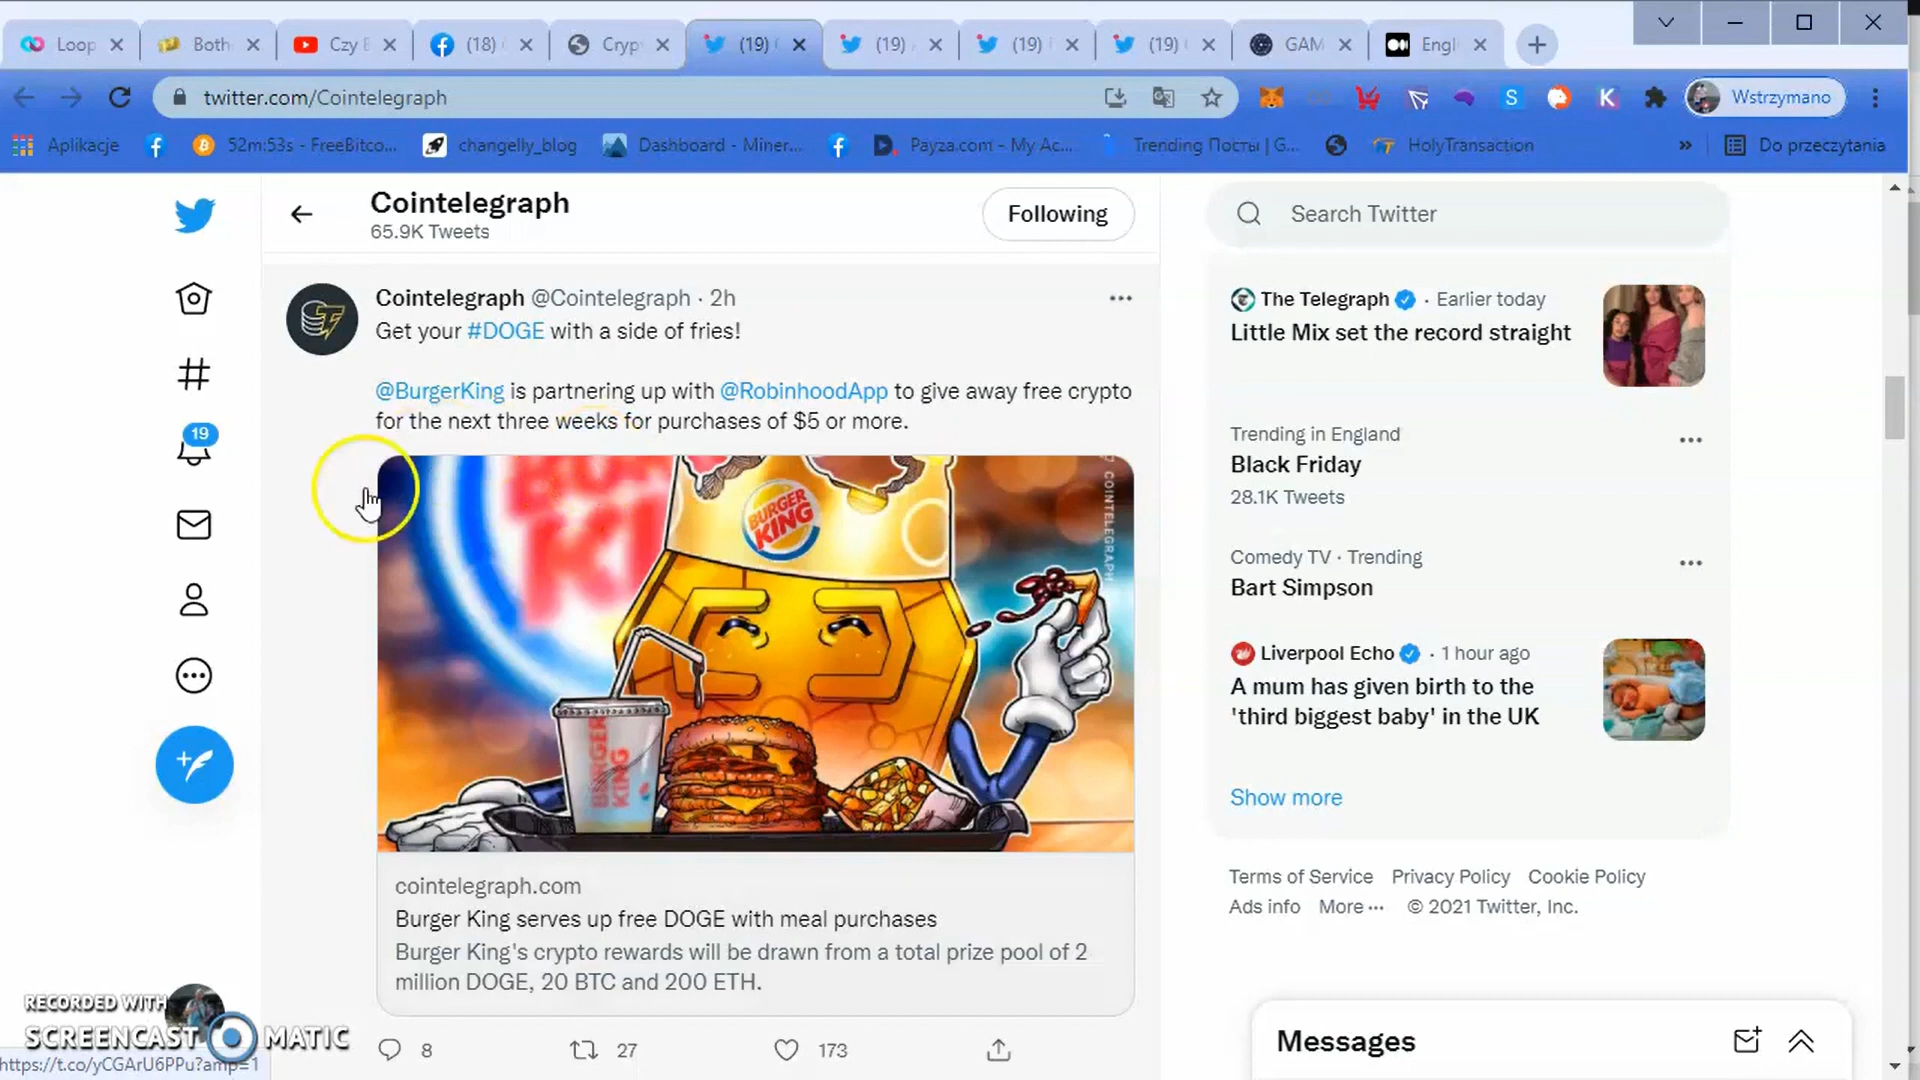 Loop
Both
Czy E
(18)
Cryp
(19)
(19)
(19)
(19)
GAM
Engl
twitter.com/Cointelegraph
Wstrzymano
Aplikacje
52m:53s - FreeBitco...
changelly_blog
Dashboard - Miner...
Payza.com - My Ac...
Trending Посты | G...
HolyTransaction
»
Do przeczytania
Cointelegraph
65.9K Tweets
Following
Search Twitter
19
Cointelegraph @Cointelegraph · 2h
Get your #DOGE with a side of fries!
@BurgerKing is partnering up with @RobinhoodApp to give away free crypto
for the next three weeks for purchases of $5 or more.
BURGER
KING
COINTELEGRAPH
BURGER
KING
cointelegraph.com
Burger King serves up free DOGE with meal purchases
Burger King's crypto rewards will be drawn from a total prize pool of 2
million DOGE, 20 BTC and 200 ETH.
8
27
173
The Telegraph · Earlier today
Little Mix set the record straight
Trending in England
Black Friday
28.1K Tweets
Comedy TV · Trending
Bart Simpson
Liverpool Echo · 1 hour ago
A mum has given birth to the
'third biggest baby' in the UK
Show more
Terms of Service Privacy Policy Cookie Policy
Ads info More ··· © 2021 Twitter, Inc.
Messages
RECORDED WITH
SCREENCAST MATIC
https://t.co/yCGArU6PPu?amp=1